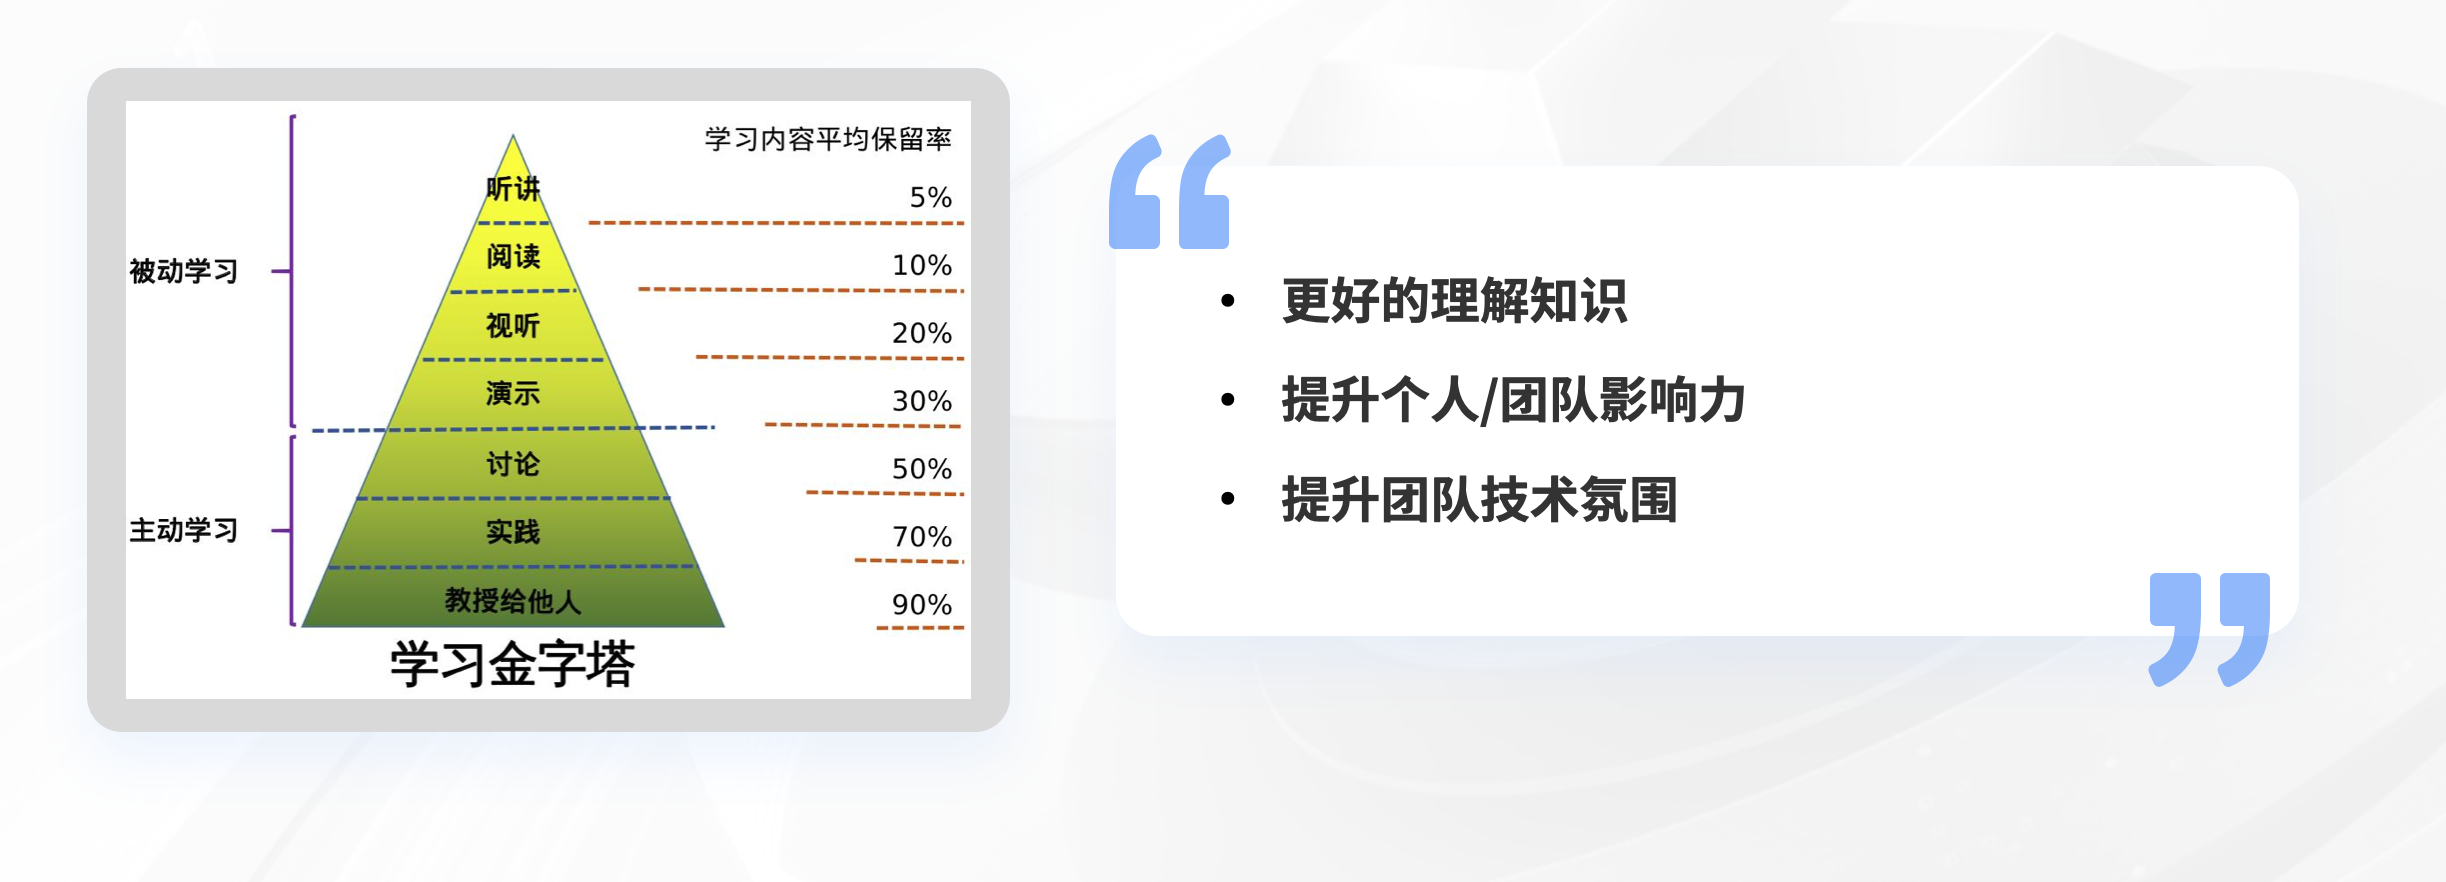 学习内容平均保留率
听讲
5%
阅读
10%
被动学习
视听
20%
演示
30%
讨论
50%
主动学习
实践
70%
教授给他人
90%
学习金字塔
“
• 更好的理解知识
• 提升个人/团队影响力
• 提升团队技术氛围
”